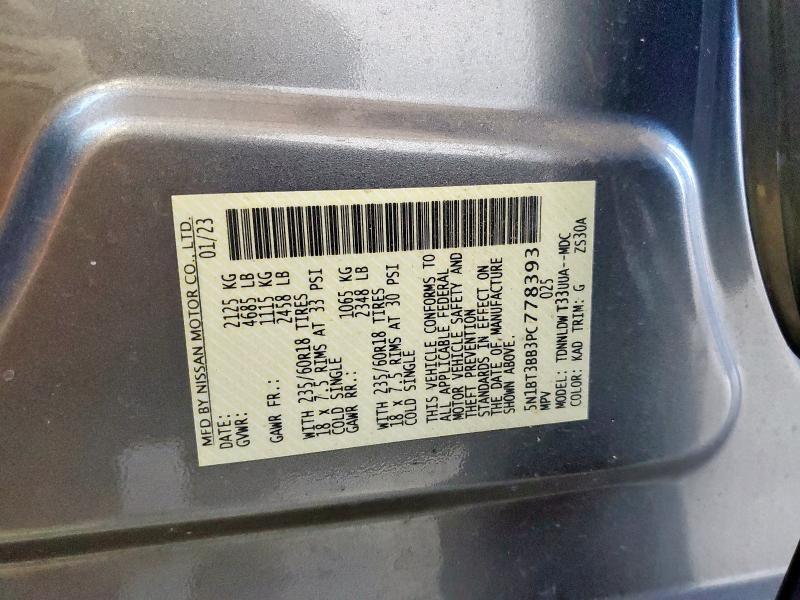 MFD BY NISSAN MOTOR CO., LTD.
DATE: 01/23
GVWR: 2125 KG
4685 LB
GAWR FR.: 1115 KG
2458 LB
WITH 235/60R18 TIRES
18 X 7.5 RIMS AT 33 PSI
COLD SINGLE
GAWR RR.: 1065 KG
2348 LB
WITH 235/60R18 TIRES
18 X 7.5 RIMS AT 30 PSI
COLD SINGLE
THIS VEHICLE CONFORMS TO
ALL APPLICABLE FEDERAL
MOTOR VEHICLE SAFETY AND
THEFT PREVENTION
STANDARDS IN EFFECT ON
THE DATE OF MANUFACTURE
SHOWN ABOVE.
5N1BT3BB3PC778393
MPV 025
MODEL: TDNNLDW T33UUA--MDC
COLOR: KAD TRIM: G ZS30A